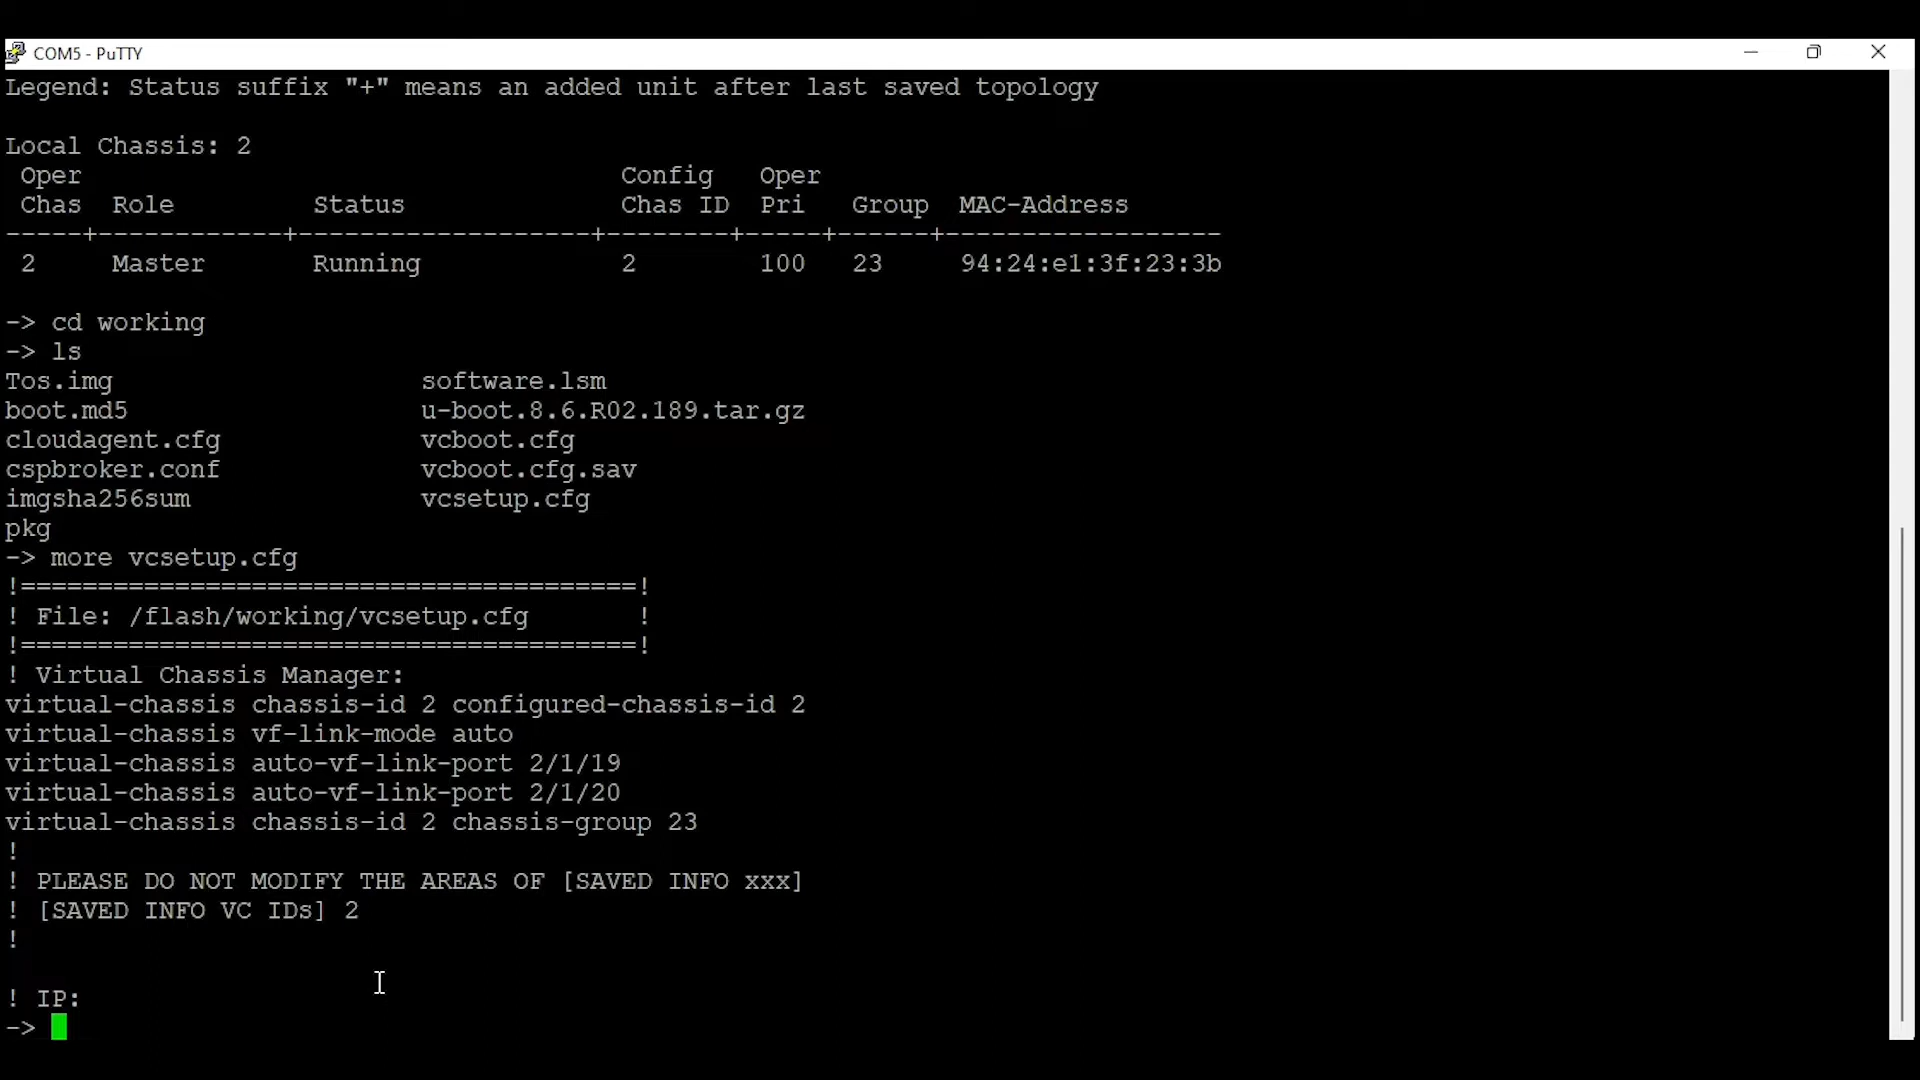 COM5 - PuTTY
Legend: Status suffix "+" means an added unit after last saved topology
Local Chassis: 2
Oper Config Oper
Chas Role Status Chas ID Pri Group MAC-Address
-----+------------+-------------------+--------+-----+------+------------------
2 Master Running 2 100 23 94:24:e1:3f:23:3b
-> cd working
-> ls
Tos.img software.lsm
boot.md5 u-boot.8.6.R02.189.tar.gz
cloudagent.cfg vcboot.cfg
cspbroker.conf vcboot.cfg.sav
imgsha256sum vcsetup.cfg
pkg
-> more vcsetup.cfg
!========================================!
! File: /flash/working/vcsetup.cfg !
!========================================!
! Virtual Chassis Manager:
virtual-chassis chassis-id 2 configured-chassis-id 2
virtual-chassis vf-link-mode auto
virtual-chassis auto-vf-link-port 2/1/19
virtual-chassis auto-vf-link-port 2/1/20
virtual-chassis chassis-id 2 chassis-group 23
!
! PLEASE DO NOT MODIFY THE AREAS OF [SAVED INFO xxx]
! [SAVED INFO VC IDs] 2
!
! IP:
->